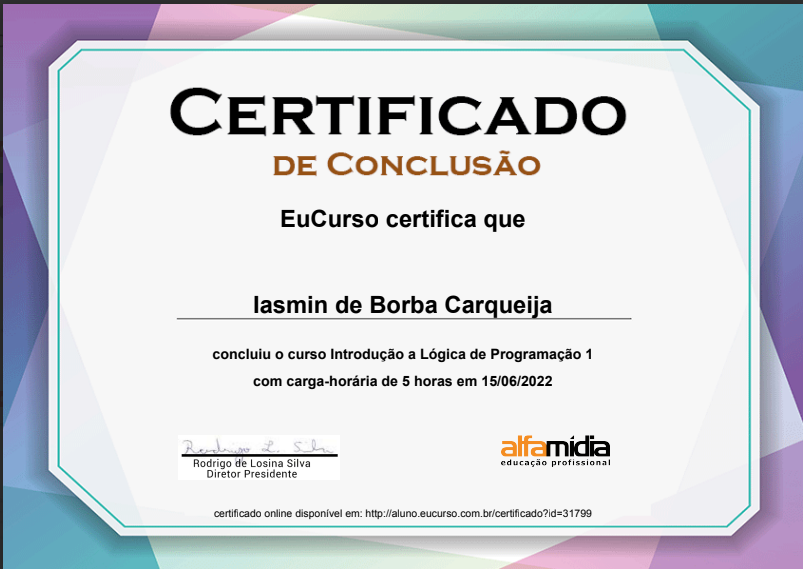 CERTIFICADO
DE CONCLUSÃO
EuCurso certifica que
Iasmin de Borba Carqueija
concluiu o curso Introdução a Lógica de Programação 1
com carga-horária de 5 horas em 15/06/2022
Rodrigo L. Silva
Rodrigo de Losina Silva
Diretor Presidente
alfamídia
educação profissional
certificado online disponível em: http://aluno.eucurso.com.br/certificado?id=31799